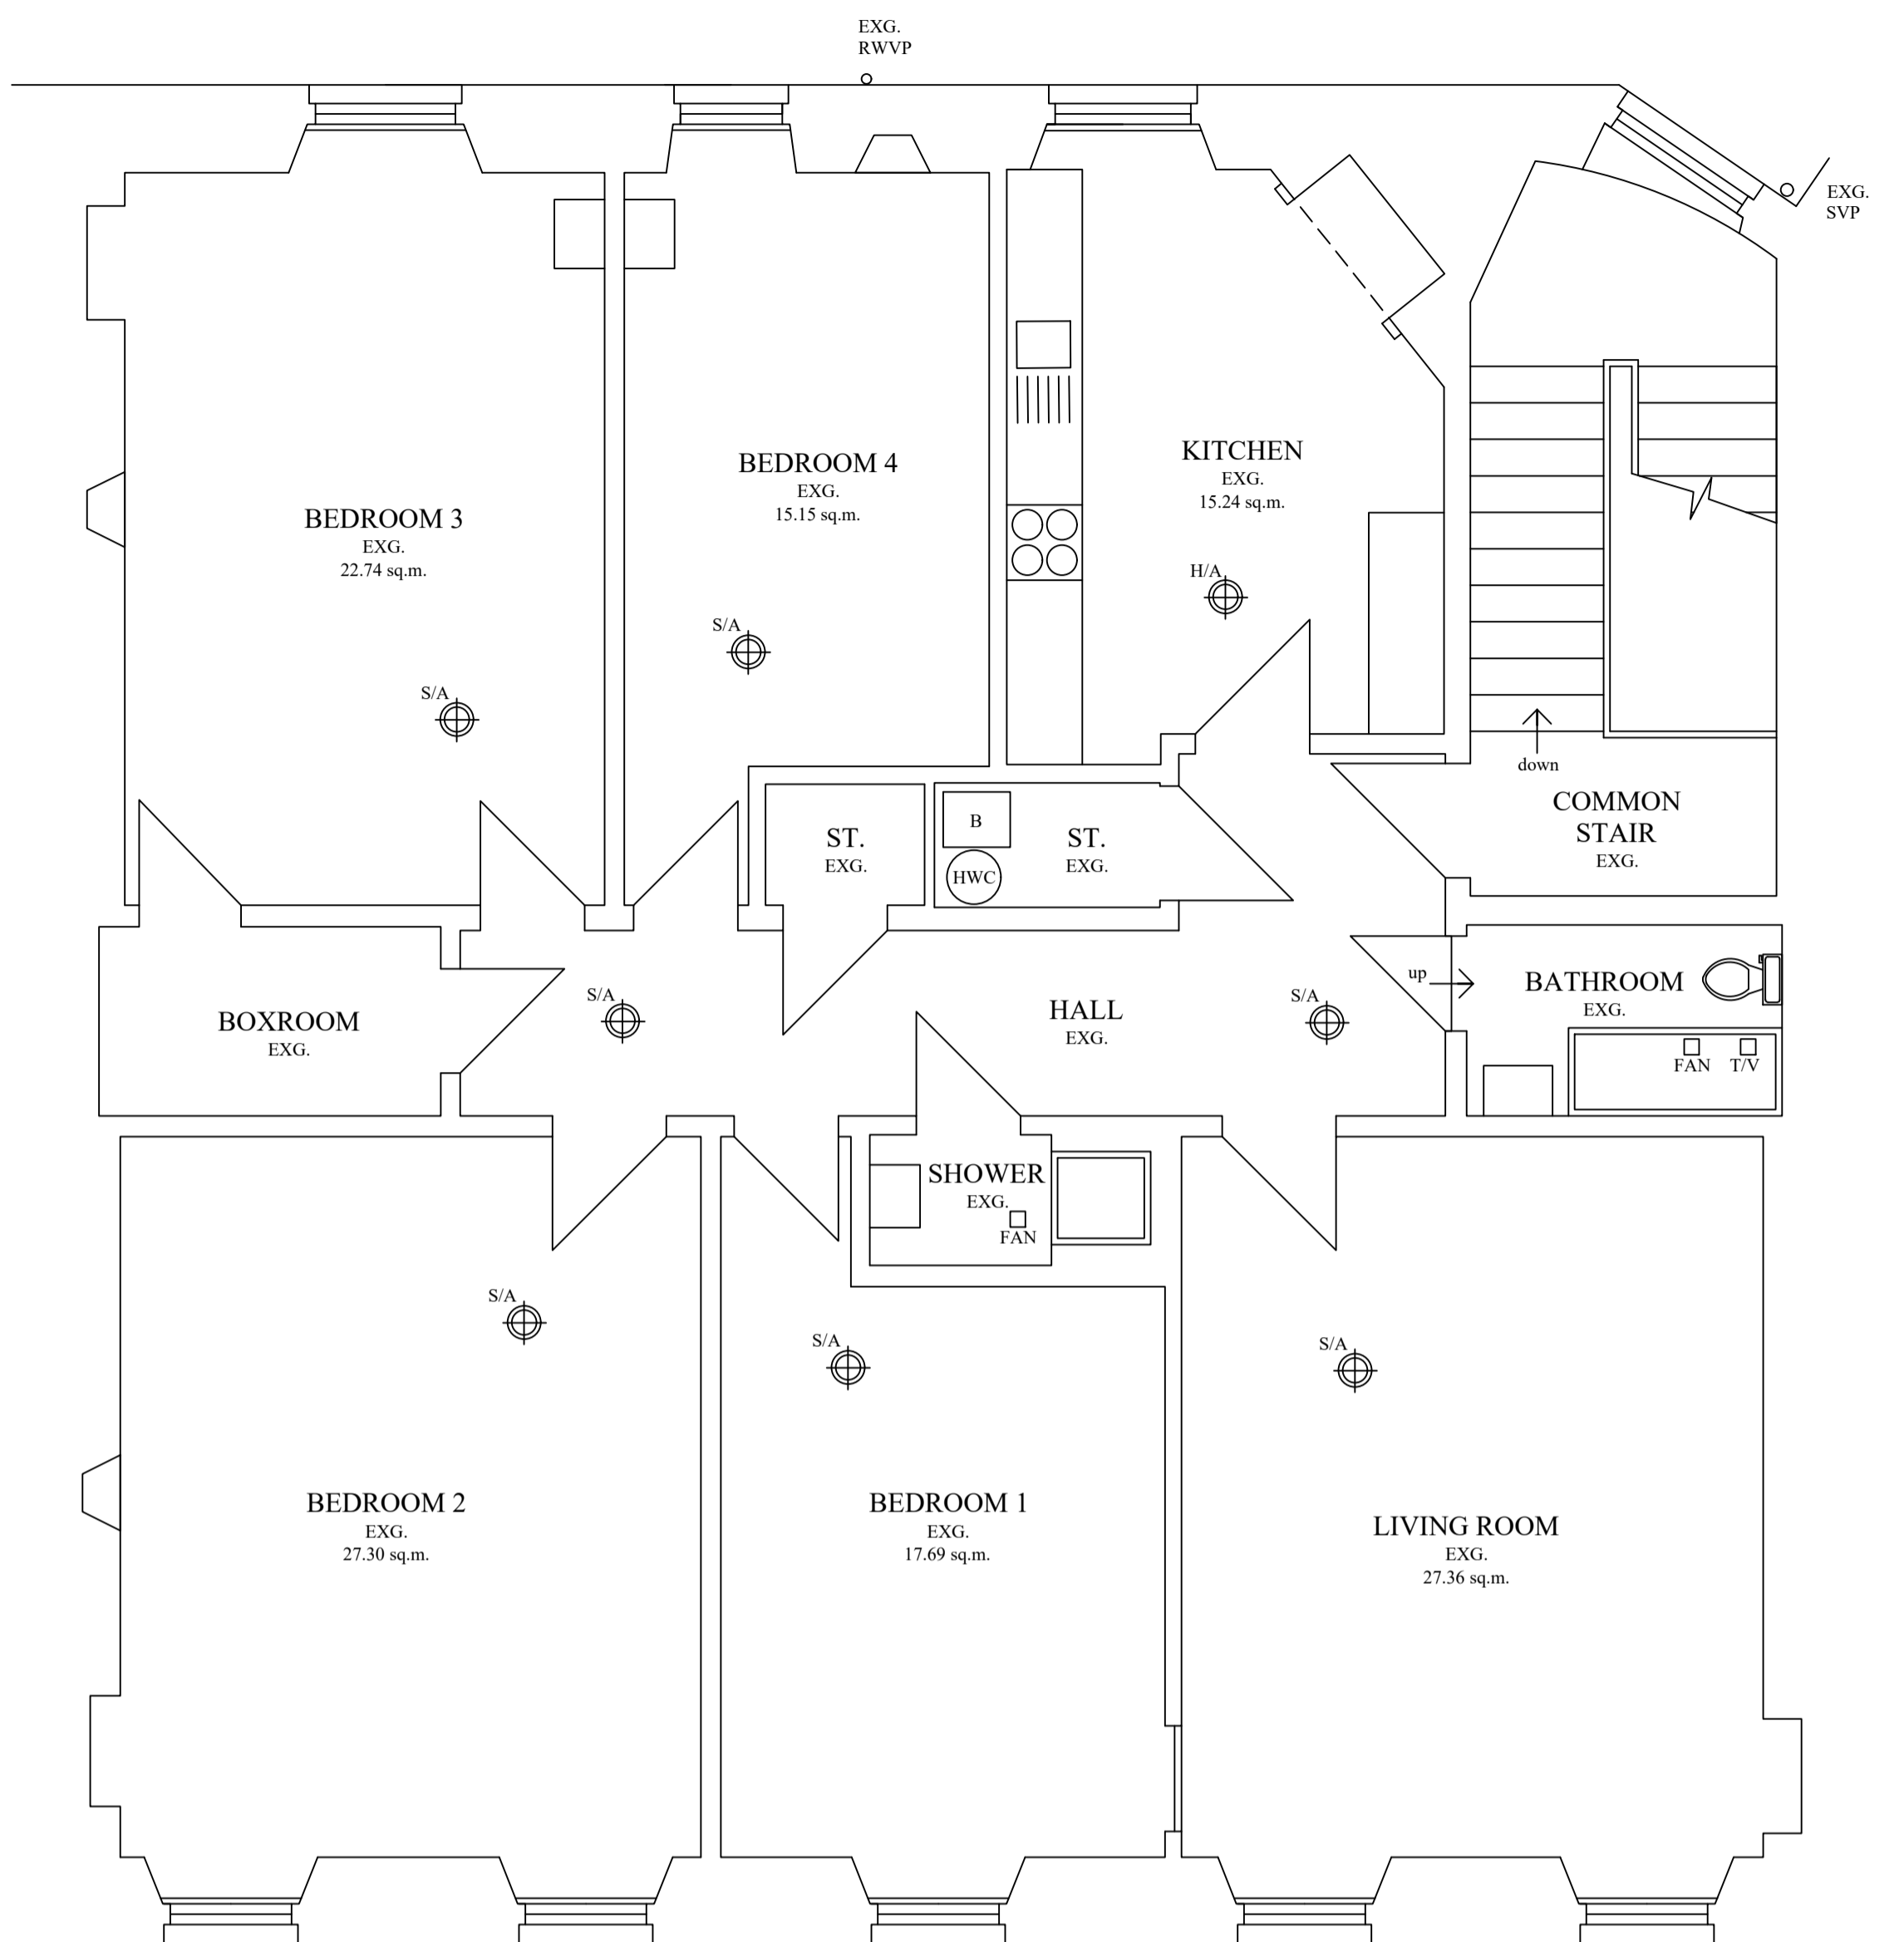 EXG.
RWVP
EXG.
SVP
BEDROOM 3
EXG.
22.74 sq.m.
S/A
BEDROOM 4
EXG.
15.15 sq.m.
S/A
KITCHEN
EXG.
15.24 sq.m.
H/A
down
COMMON
STAIR
EXG.
ST.
EXG.
B
HWC
ST.
EXG.
BOXROOM
EXG.
S/A
HALL
EXG.
S/A
up
BATHROOM
EXG.
FAN
T/V
SHOWER
EXG.
FAN
S/A
BEDROOM 2
EXG.
27.30 sq.m.
S/A
BEDROOM 1
EXG.
17.69 sq.m.
S/A
LIVING ROOM
EXG.
27.36 sq.m.